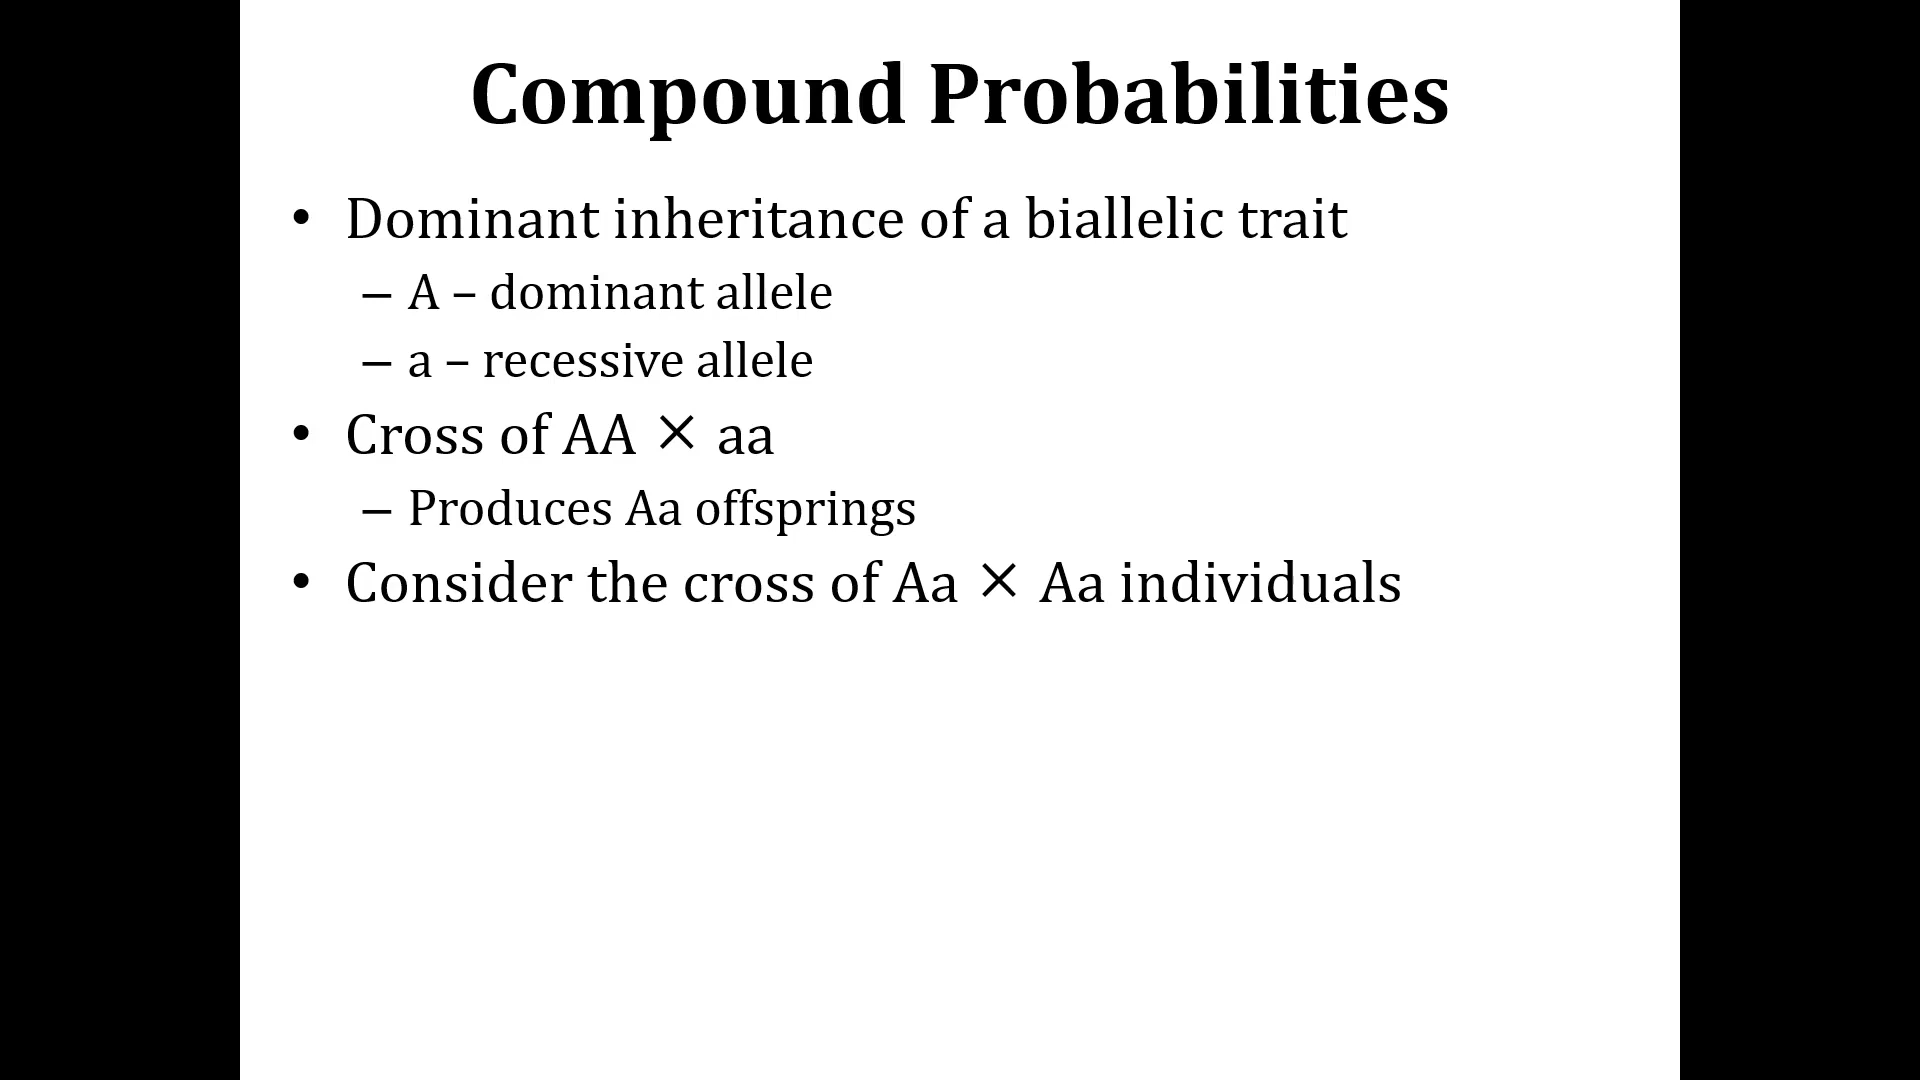 Compound Probabilities
• Dominant inheritance of a biallelic trait
– A – dominant allele
– a – recessive allele
• Cross of AA × aa
– Produces Aa offsprings
• Consider the cross of Aa × Aa individuals